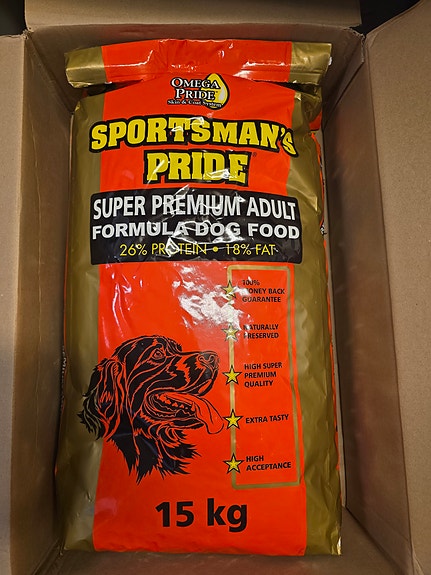 OMEGA
PRIDE
Skin & Coat System
SPORTSMAN'S
PRIDE
SUPER PREMIUM ADULT
FORMULA DOG FOOD
26% PROTEIN • 18% FAT
100%
MONEY BACK
GUARANTEE
NATURALLY
PRESERVED
HIGH SUPER
PREMIUM
QUALITY
EXTRA TASTY
HIGH
ACCEPTANCE
15 kg